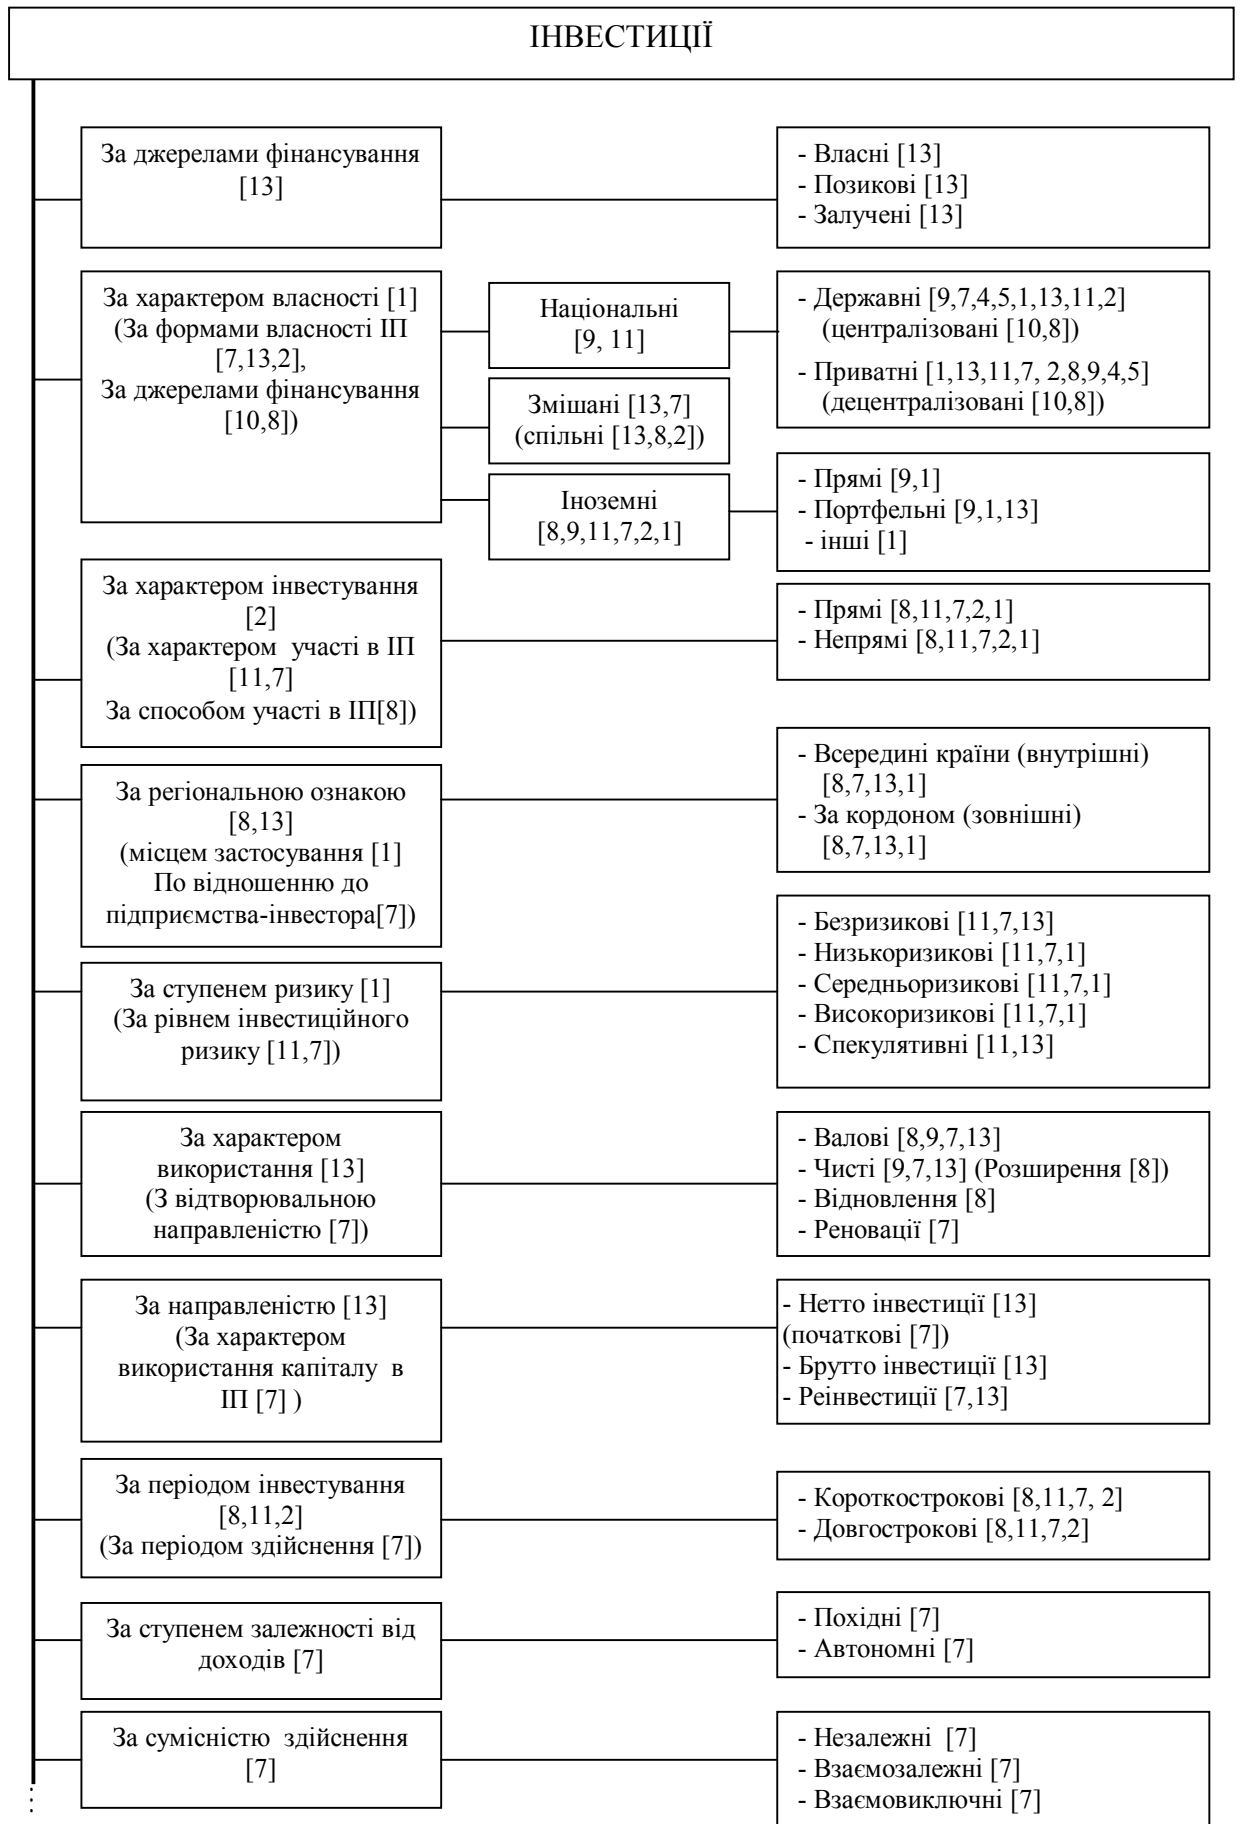 ІНВЕСТИЦІЇ
За джерелами фінансування
[13]
- Власні [13]
- Позикові [13]
- Залучені [13]
За характером власності [1]
(За формами власності ІП
[7,13,2],
За джерелами фінансування
[10,8])
Національні
[9, 11]
- Державні [9,7,4,5,1,13,11,2]
(централізовані [10,8])
- Приватні [1,13,11,7, 2,8,9,4,5]
(децентралізовані [10,8])
Змішані [13,7]
(спільні [13,8,2])
Іноземні
[8,9,11,7,2,1]
- Прямі [9,1]
- Портфельні [9,1,13]
- інші [1]
За характером інвестування
[2]
(За характером участі в ІП
[11,7]
За способом участі в ІП[8])
- Прямі [8,11,7,2,1]
- Непрямі [8,11,7,2,1]
За регіональною ознакою
[8,13]
(місцем застосування [1]
По відношенню до
підприємства-інвестора[7])
- Всередині країни (внутрішні)
[8,7,13,1]
- За кордоном (зовнішні)
[8,7,13,1]
За ступенем ризику [1]
(За рівнем інвестиційного
ризику [11,7])
- Безризикові [11,7,13]
- Низькоризикові [11,7,1]
- Середньоризикові [11,7,1]
- Високоризикові [11,7,1]
- Спекулятивні [11,13]
За характером
використання [13]
(З відтворювальною
направленістю [7])
- Валові [8,9,7,13]
- Чисті [9,7,13] (Розширення [8])
- Відновлення [8]
- Реновації [7]
За направленістю [13]
(За характером
використання капіталу в
ІП [7] )
- Нетто інвестиції [13]
(початкові [7])
- Брутто інвестиції [13]
- Реінвестиції [7,13]
За періодом інвестування
[8,11,2]
(За періодом здійснення [7])
- Короткострокові [8,11,7, 2]
- Довгострокові [8,11,7,2]
За ступенем залежності від
доходів [7]
- Похідні [7]
- Автономні [7]
За сумісністю здійснення
[7]
- Незалежні [7]
- Взаємозалежні [7]
- Взаємовиключні [7]